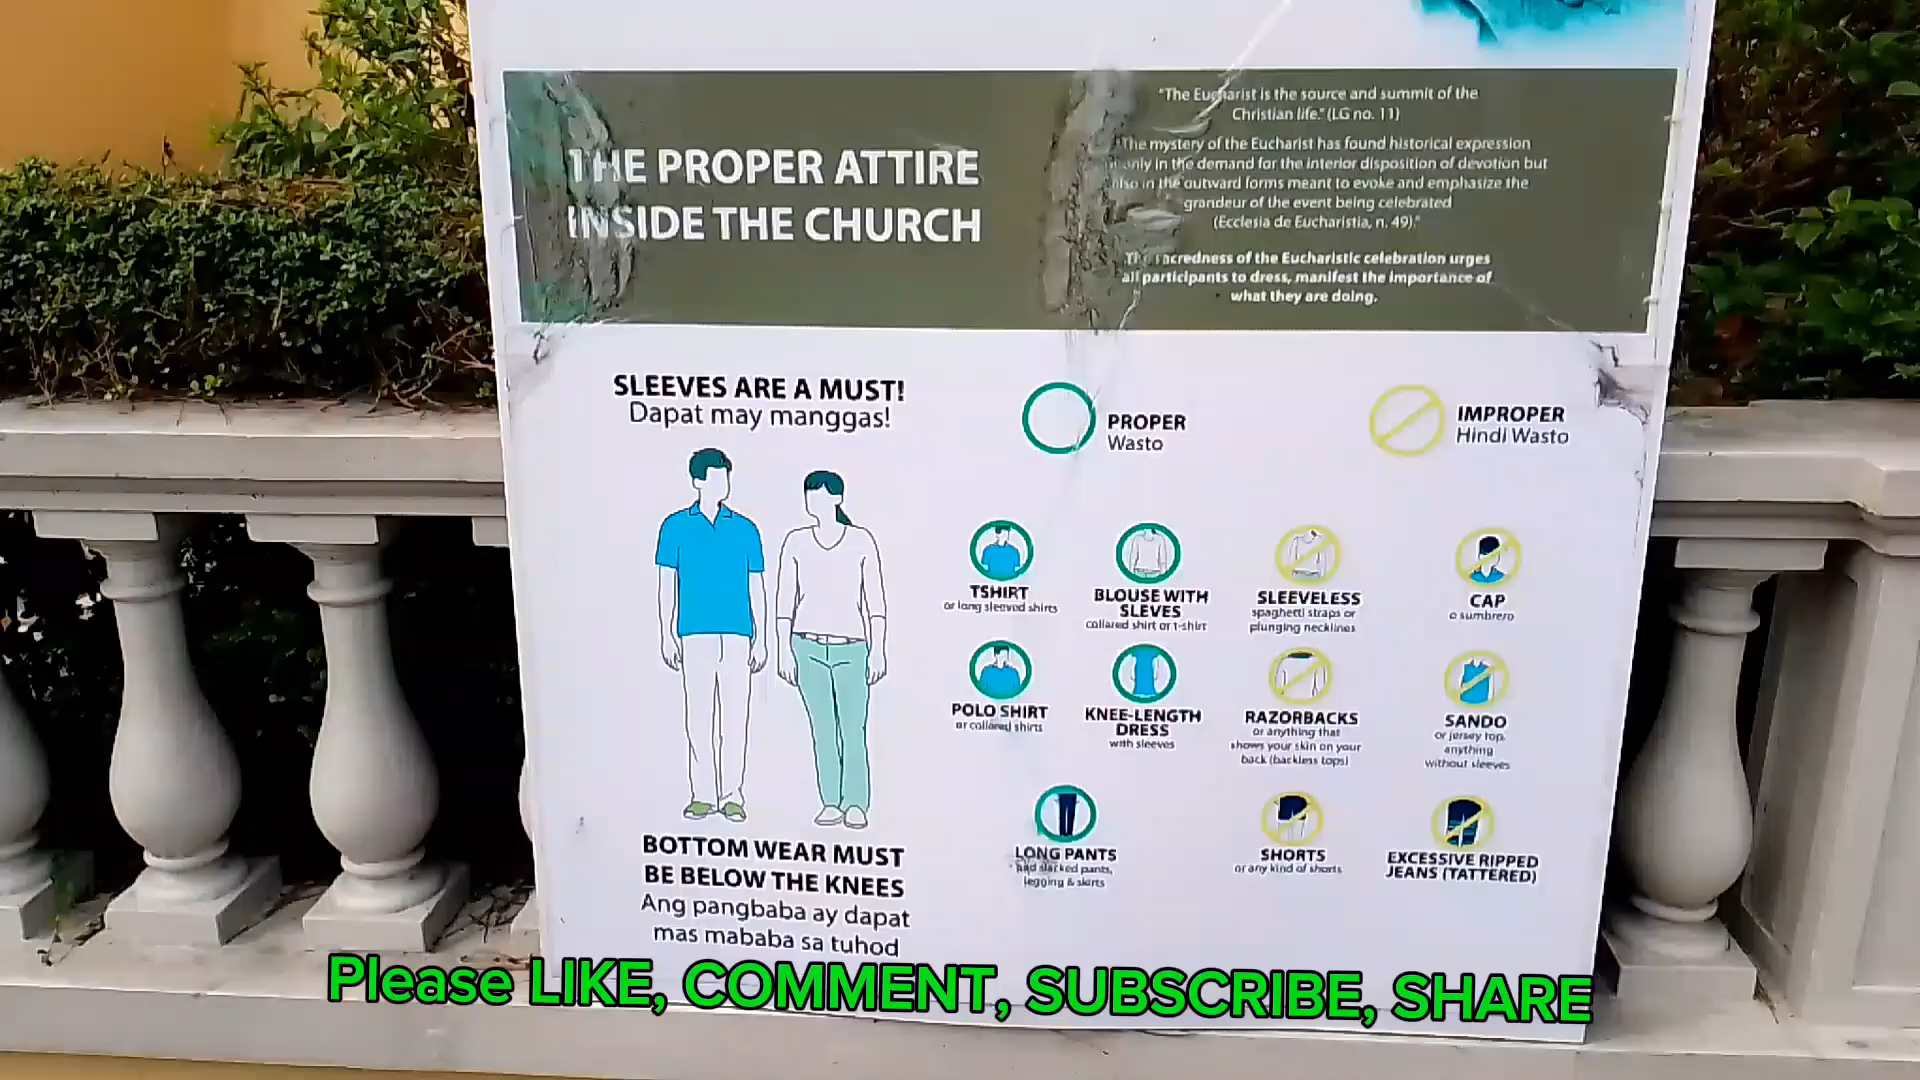 THE PROPER ATTIRE
INSIDE THE CHURCH
"The Eucharist is the source and summit of the
Christian life." (LG no. 11)
The mystery of the Eucharist has found historical expression
only in the demand for the interior disposition of devotion but
also in the outward forms meant to evoke and emphasize the
grandeur of the event being celebrated
(Ecclesia de Eucharistia, n. 49)."
The sacredness of the Eucharistic celebration urges
all participants to dress, manifest the importance of
what they are doing.
SLEEVES ARE A MUST!
Dapat may manggas!
PROPER
Wasto
IMPROPER
Hindi Wasto
TSHIRT
or long sleeved shirts
BLOUSE WITH
SLEVES
collared shirt or t-shirt
SLEEVELESS
spaghetti straps or
plunging necklines
CAP
o sumbrero
POLO SHIRT
or collared shirts
KNEE-LENGTH
DRESS
with sleeves
RAZORBACKS
or anything that
shows your skin on your
back (backless tops)
SANDO
or jersey top,
anything
without sleeves
LONG PANTS
pants,
legging & skirts
SHORTS
or any kind of shorts
EXCESSIVE RIPPED
JEANS (TATTERED)
BOTTOM WEAR MUST
BE BELOW THE KNEES
Ang pangbaba ay dapat
mas mababa sa tuhod
Please LIKE, COMMENT, SUBSCRIBE, SHARE